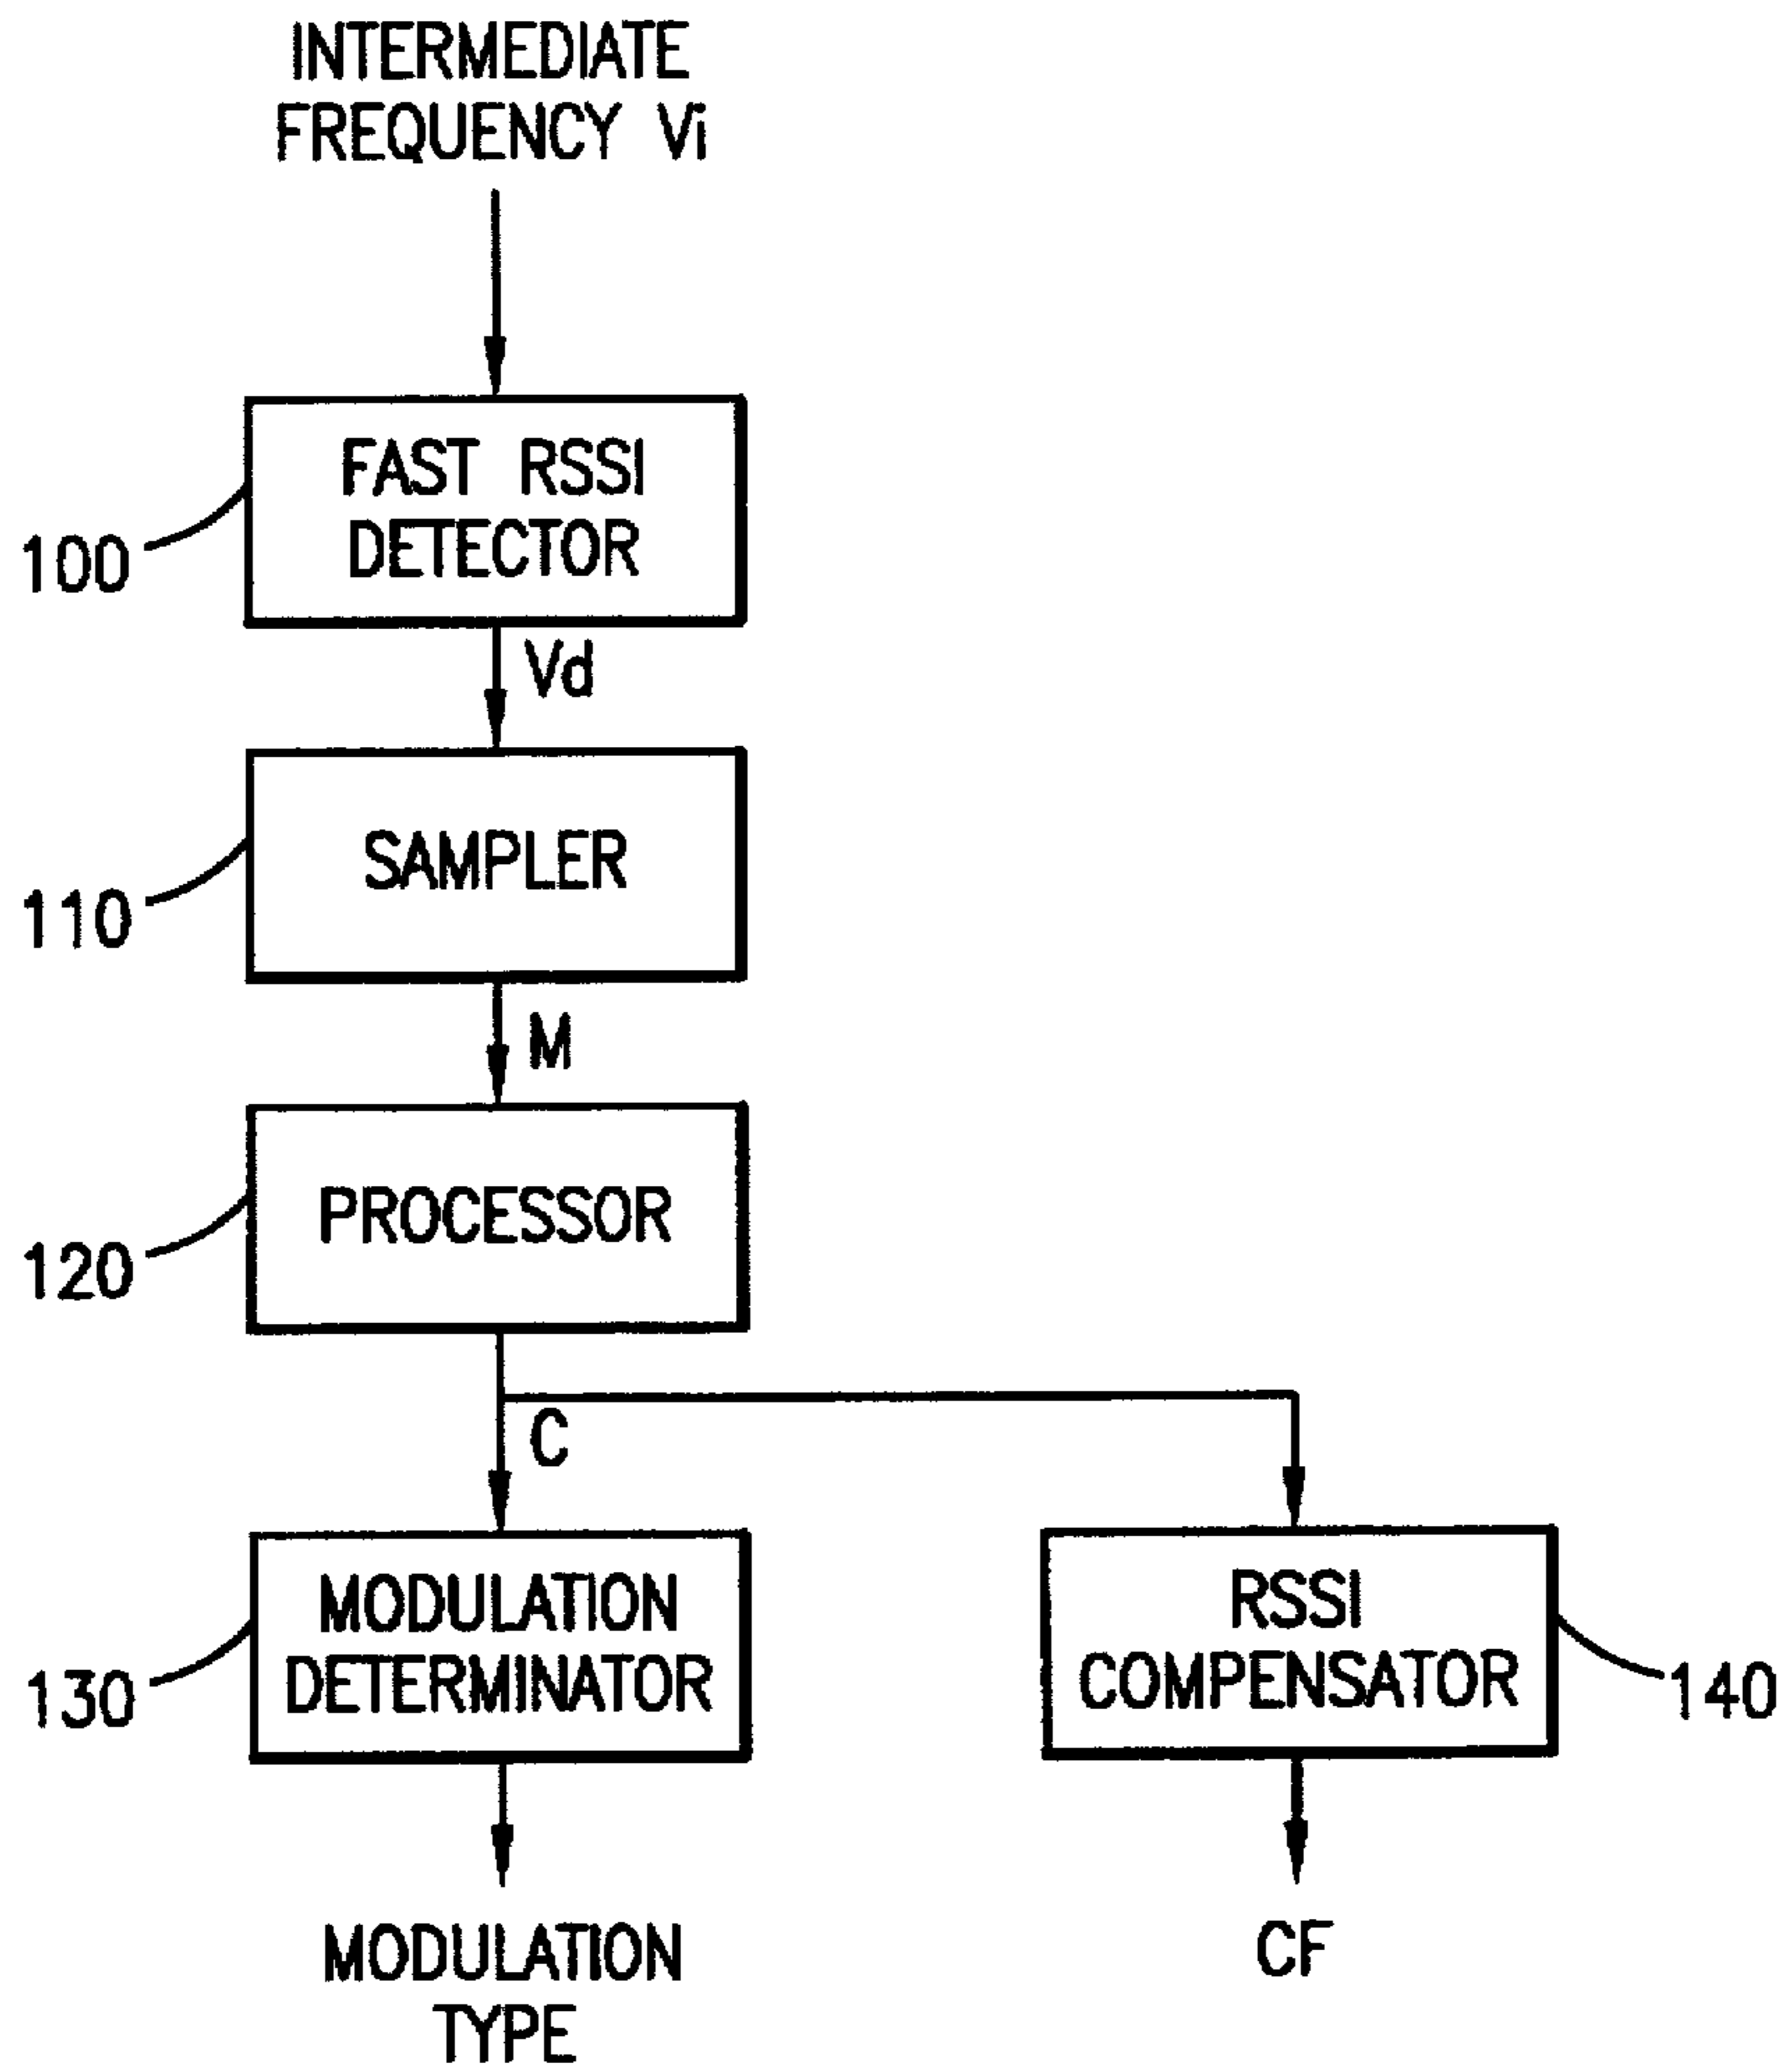 INTERMEDIATE
FREQUENCY Vi
FAST RSSI
DETECTOR
100
Vd
SAMPLER
110
M
PROCESSOR
120
C
MODULATION
DETERMINATOR
130
RSSI
COMPENSATOR
140
MODULATION
TYPE
CF